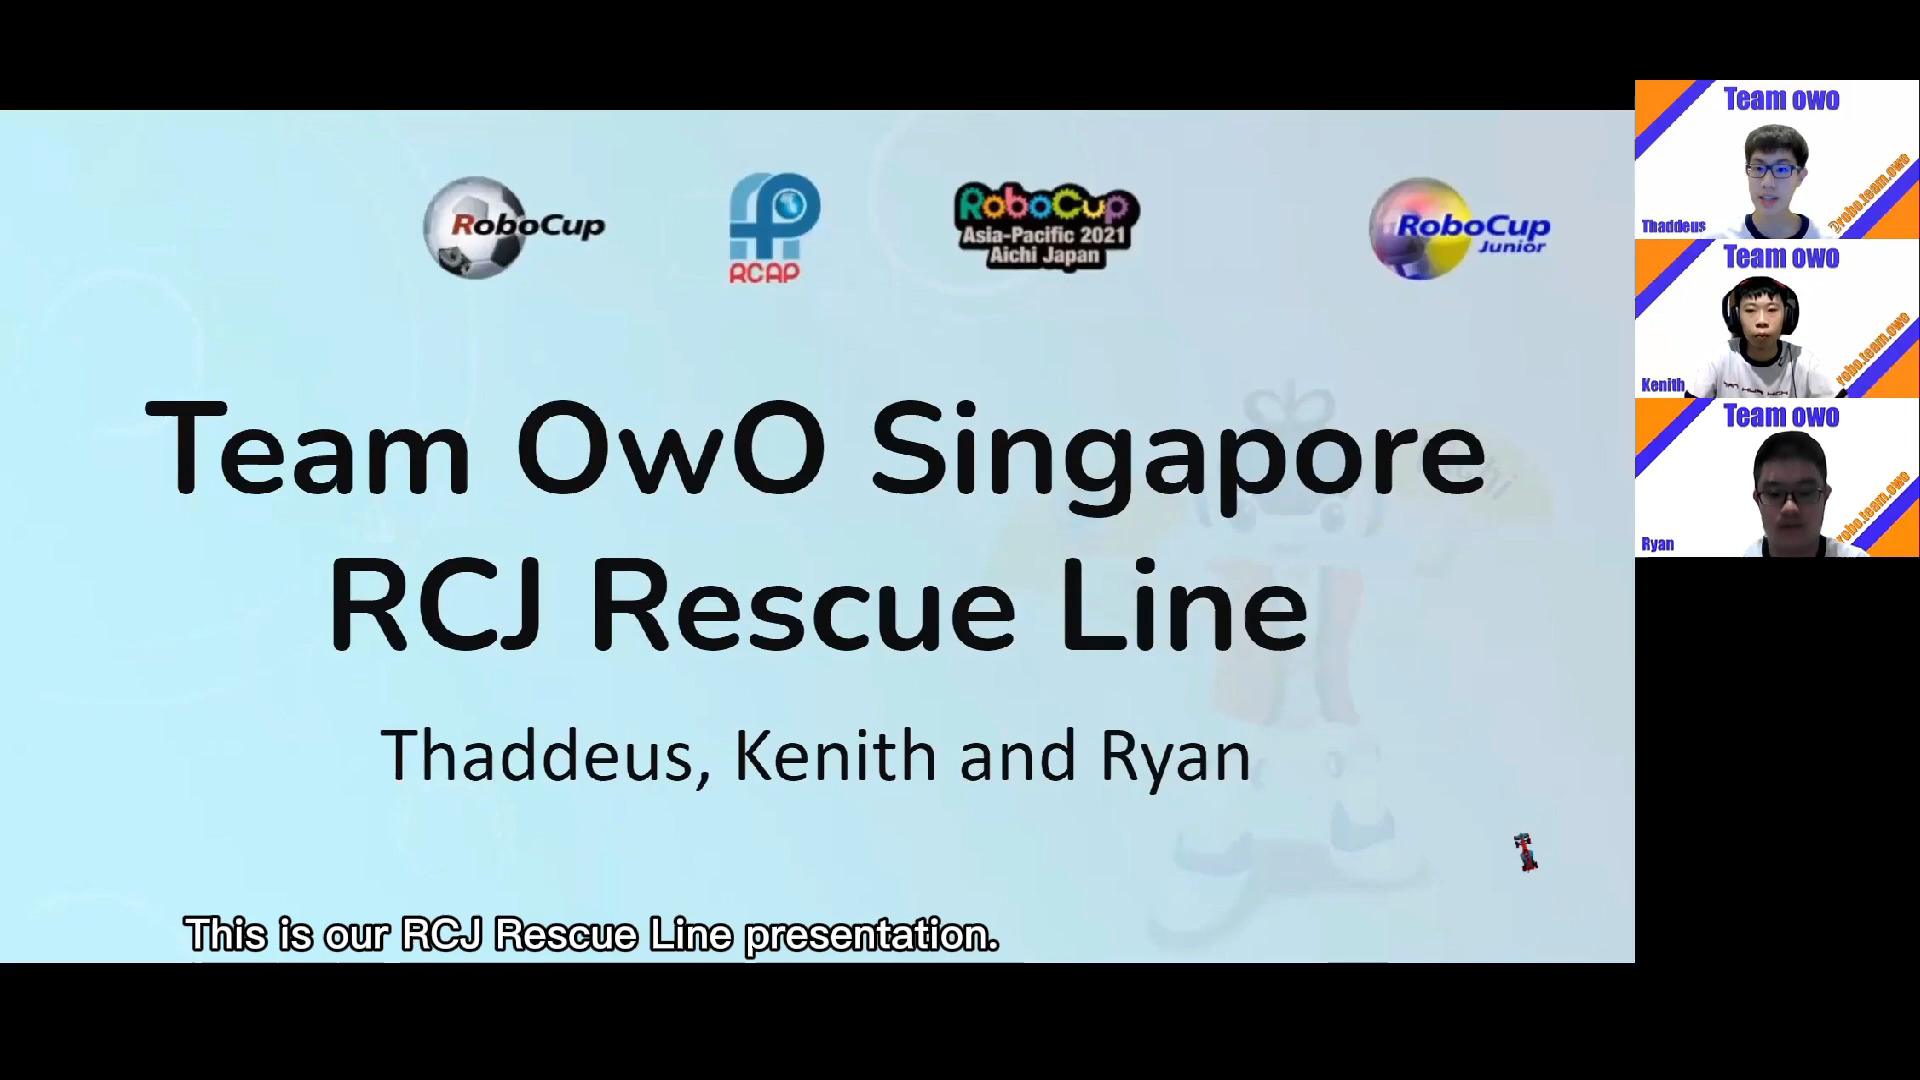 RoboCup
RCAP
RoboCup
Asia-Pacific 2021
Aichi Japan
RoboCup
Junior
Team OwO Singapore
RCJ Rescue Line
Thaddeus, Kenith and Ryan
This is our RCJ Rescue Line presentation.
Team owo
robo.team.owo
Thaddeus
Team owo
robo.team.owo
Kenith
Team owo
robo.team.owo
Ryan